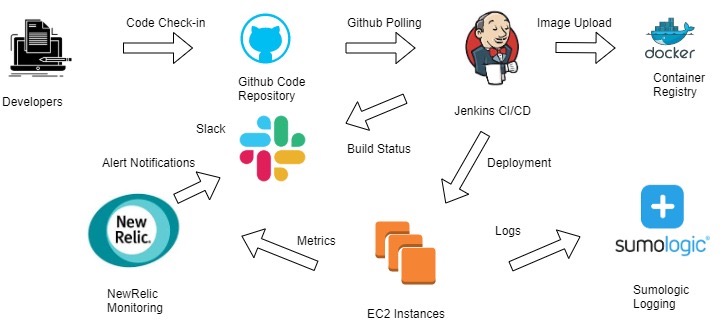 Code Check-in
Github Polling
Image Upload
docker
Developers
Github Code
Repository
Jenkins CI/CD
Container
Registry
Slack
Build Status
Alert Notifications
Deployment
New
Relic.
Metrics
Logs
sumologic
NewRelic
Monitoring
EC2 Instances
Sumologic
Logging